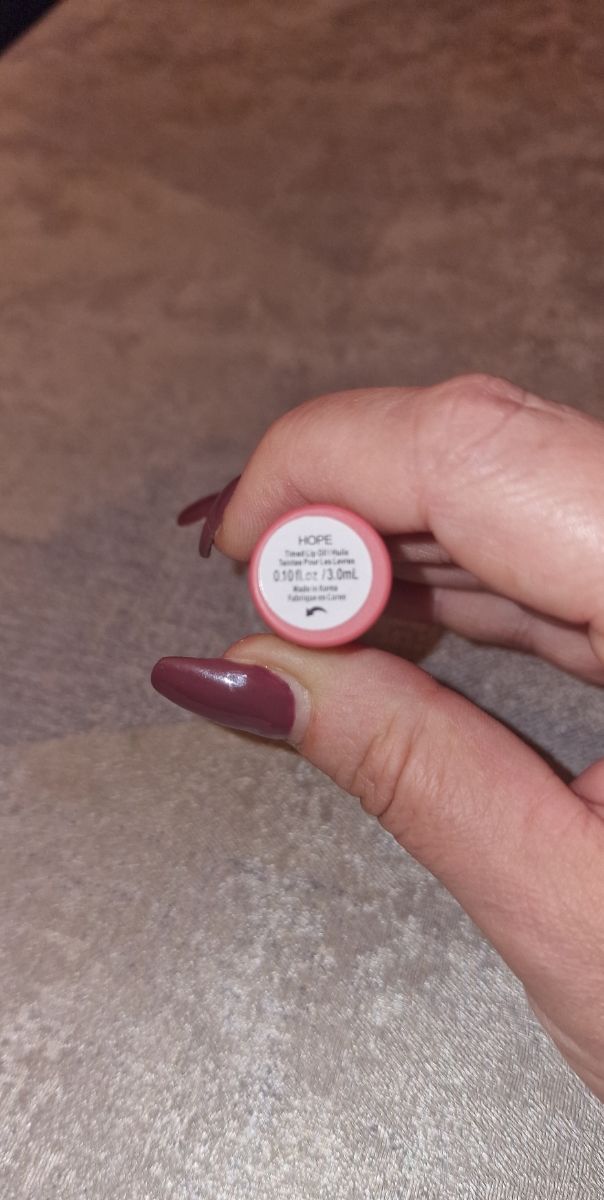 HOPE
Tinted Lip Oil / Huile
Teintée Pour Les Lèvres
0.10 fl.oz / 3.0mL
Made in Korea
Fabriqué en Corée